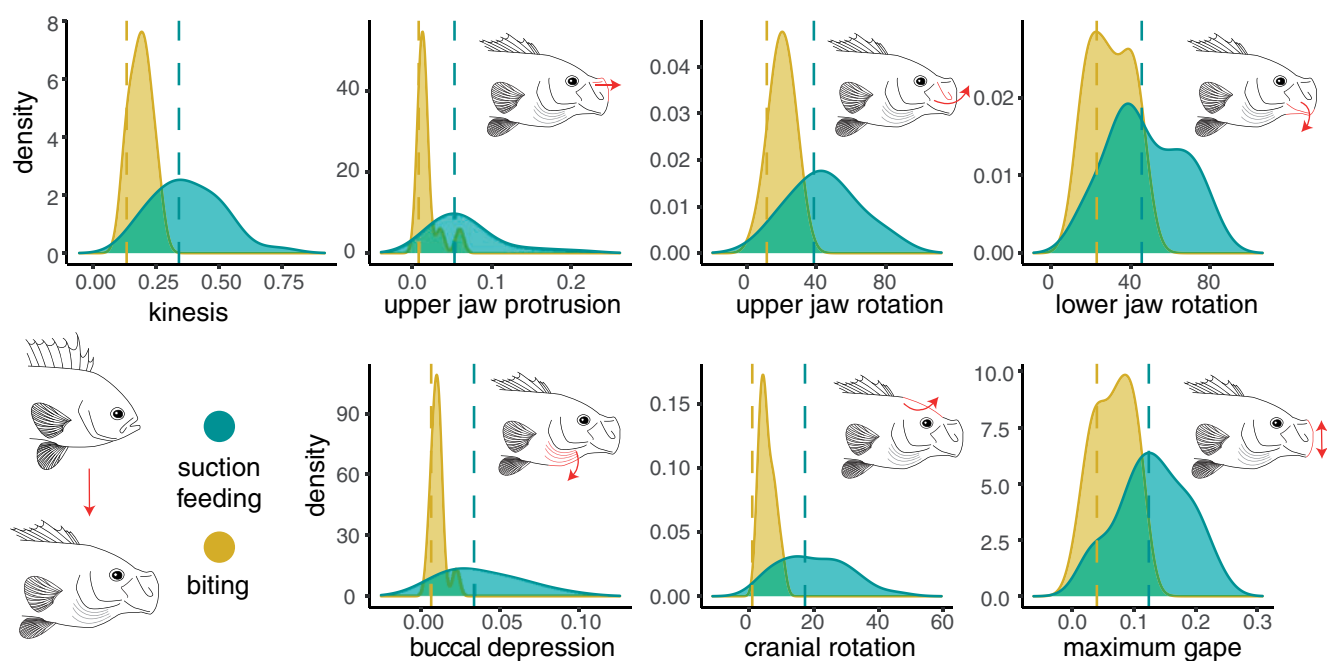 density
8
6
4
2
0
0.00 0.25 0.50 0.75
kinesis
40
20
0
0.0 0.1 0.2
upper jaw protrusion
0.04
0.03
0.02
0.01
0.00
0 40 80
upper jaw rotation
0.02
0.01
0.00
0 40 80
lower jaw rotation
suction
feeding
biting
density
90
60
30
0
0.00 0.05 0.10
buccal depression
0.15
0.10
0.05
0.00
0 20 40 60
cranial rotation
10.0
7.5
5.0
2.5
0.0
0.0 0.1 0.2 0.3
maximum gape